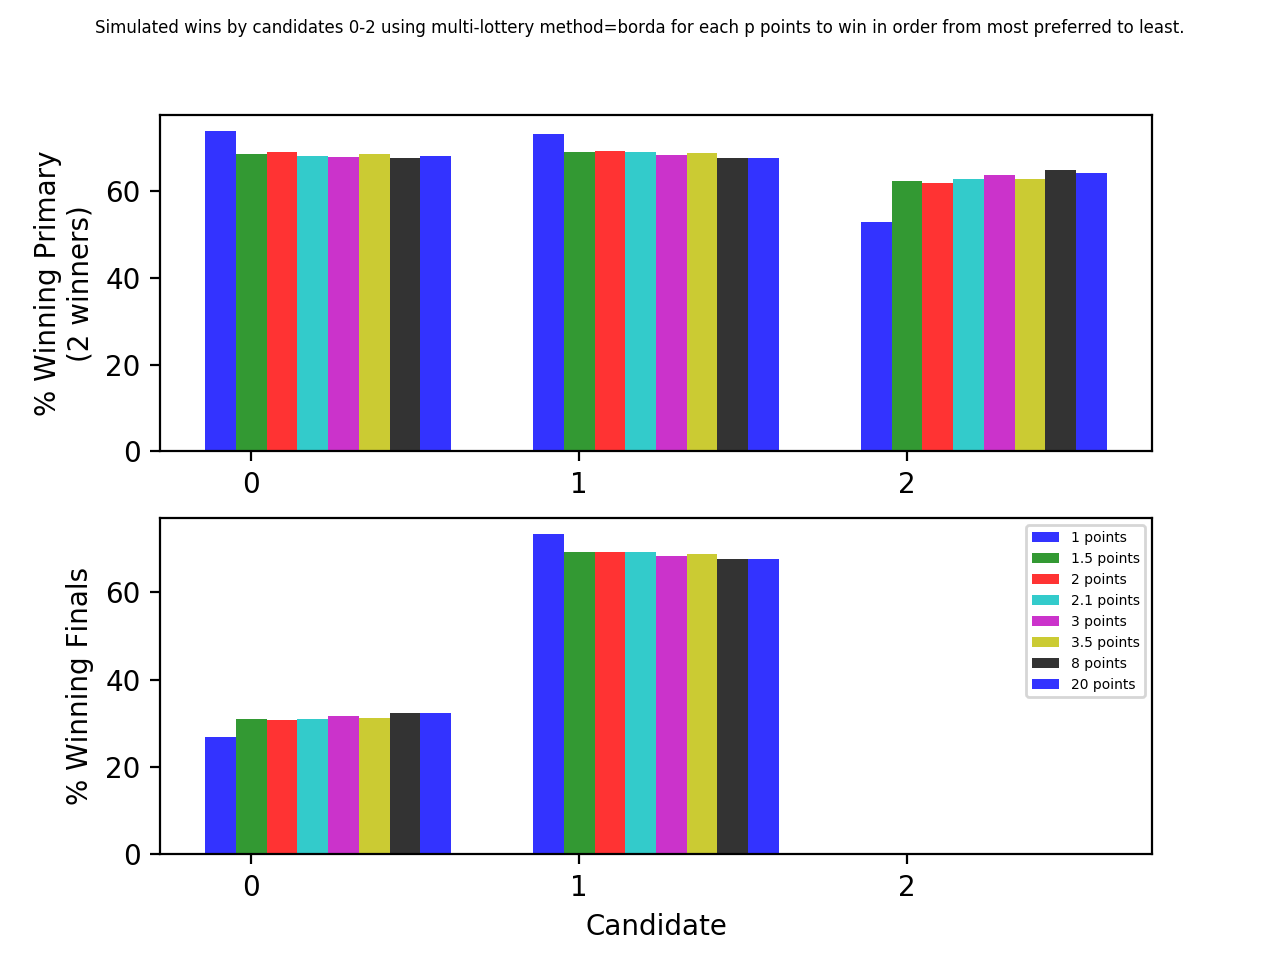 Simulated wins by candidates 0-2 using multi-lottery method=borda for each p points to win in order from most preferred to least.
% Winning Primary
(2 winners)
60
40
20
0
0 1 2
% Winning Finals
60
40
20
0
1 points
1.5 points
2 points
2.1 points
3 points
3.5 points
8 points
20 points
0 1 2
Candidate